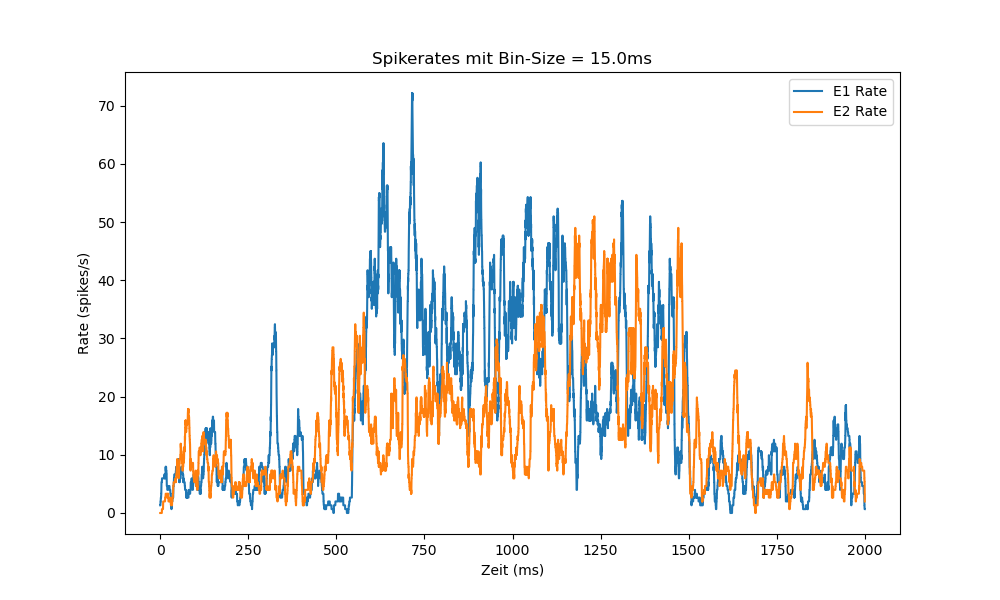 Spikerates mit Bin-Size = 15.0ms
E1 Rate
E2 Rate
Rate (spikes/s)
70
60
50
40
30
20
10
0
0 250 500 750 1000 1250 1500 1750 2000
Zeit (ms)